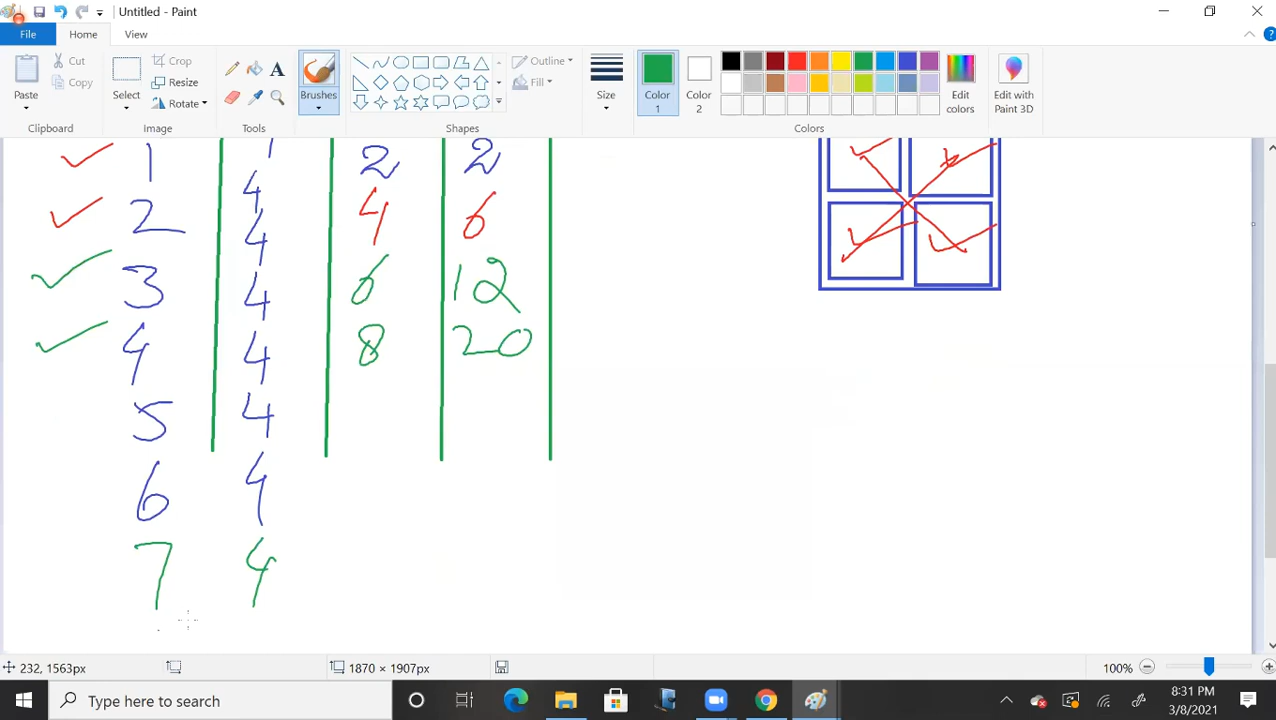 Untitled - Paint
File Home View
Paste
Cut
Copy
Clipboard
Select
Crop
Resize
Rotate
Image
A
Tools
Brushes
Outline
Fill
Shapes
Size
Color 1
Color 2
Edit colors
Edit with Paint 3D
Colors
1 1 2 2
4
2 4 4 6
3 4 6 12
4 4 8 20
5 4
6 4
7 4
232, 1563px
1870 × 1907px
100%
Type here to search
8:31 PM
3/8/2021